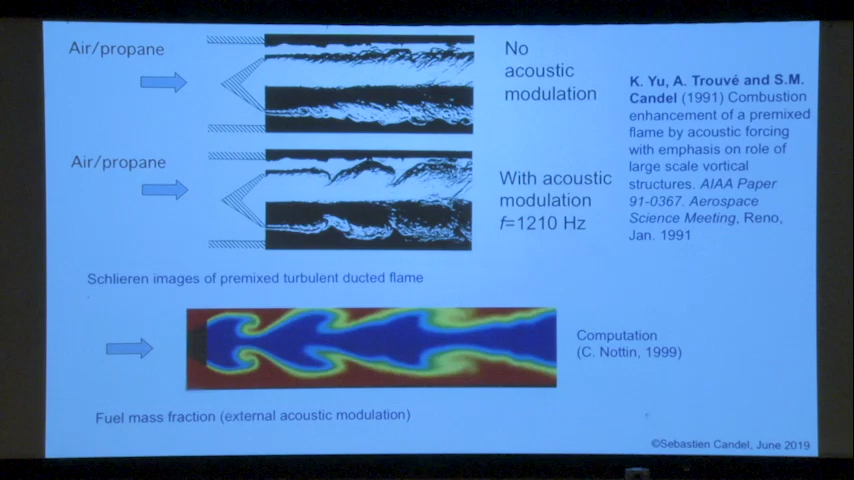 Air/propane
No
acoustic
modulation
K. Yu, A. Trouvé and S.M.
Candel (1991) Combustion
enhancement of a premixed
flame by acoustic forcing
with emphasis on role of
large scale vortical
structures. AIAA Paper
91-0367. Aerospace
Science Meeting, Reno,
Jan. 1991
Air/propane
With acoustic
modulation
f=1210 Hz
Schlieren images of premixed turbulent ducted flame
Computation
(C. Nottin, 1999)
Fuel mass fraction (external acoustic modulation)
©Sebastien Candel, June 2019